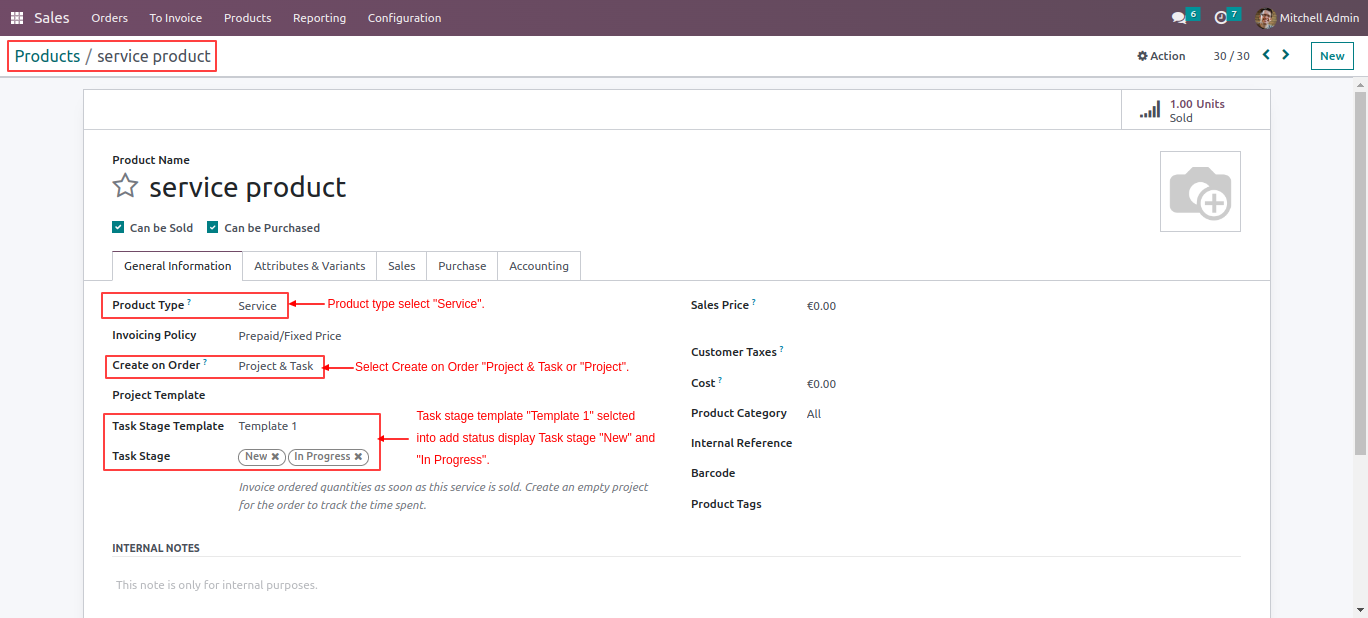 Sales Orders To Invoice Products Reporting Configuration 6 7 Mitchell Admin
Products / service product Action 30 / 30 New
1.00 Units
Sold
Product Name
service product
Can be Sold Can be Purchased
General Information Attributes & Variants Sales Purchase Accounting
Product Type ? Service Product type select "Service".
Invoicing Policy Prepaid/Fixed Price
Create on Order ? Project & Task Select Create on Order "Project & Task or "Project".
Project Template
Task Stage Template Template 1
Task Stage New ✖ In Progress ✖
Task stage template "Template 1" selcted
into add status display Task stage "New" and
"In Progress".
Invoice ordered quantities as soon as this service is sold. Create an empty project
for the order to track the time spent.
Sales Price ? €0.00
Customer Taxes ?
Cost ? €0.00
Product Category All
Internal Reference
Barcode
Product Tags
INTERNAL NOTES
This note is only for internal purposes.